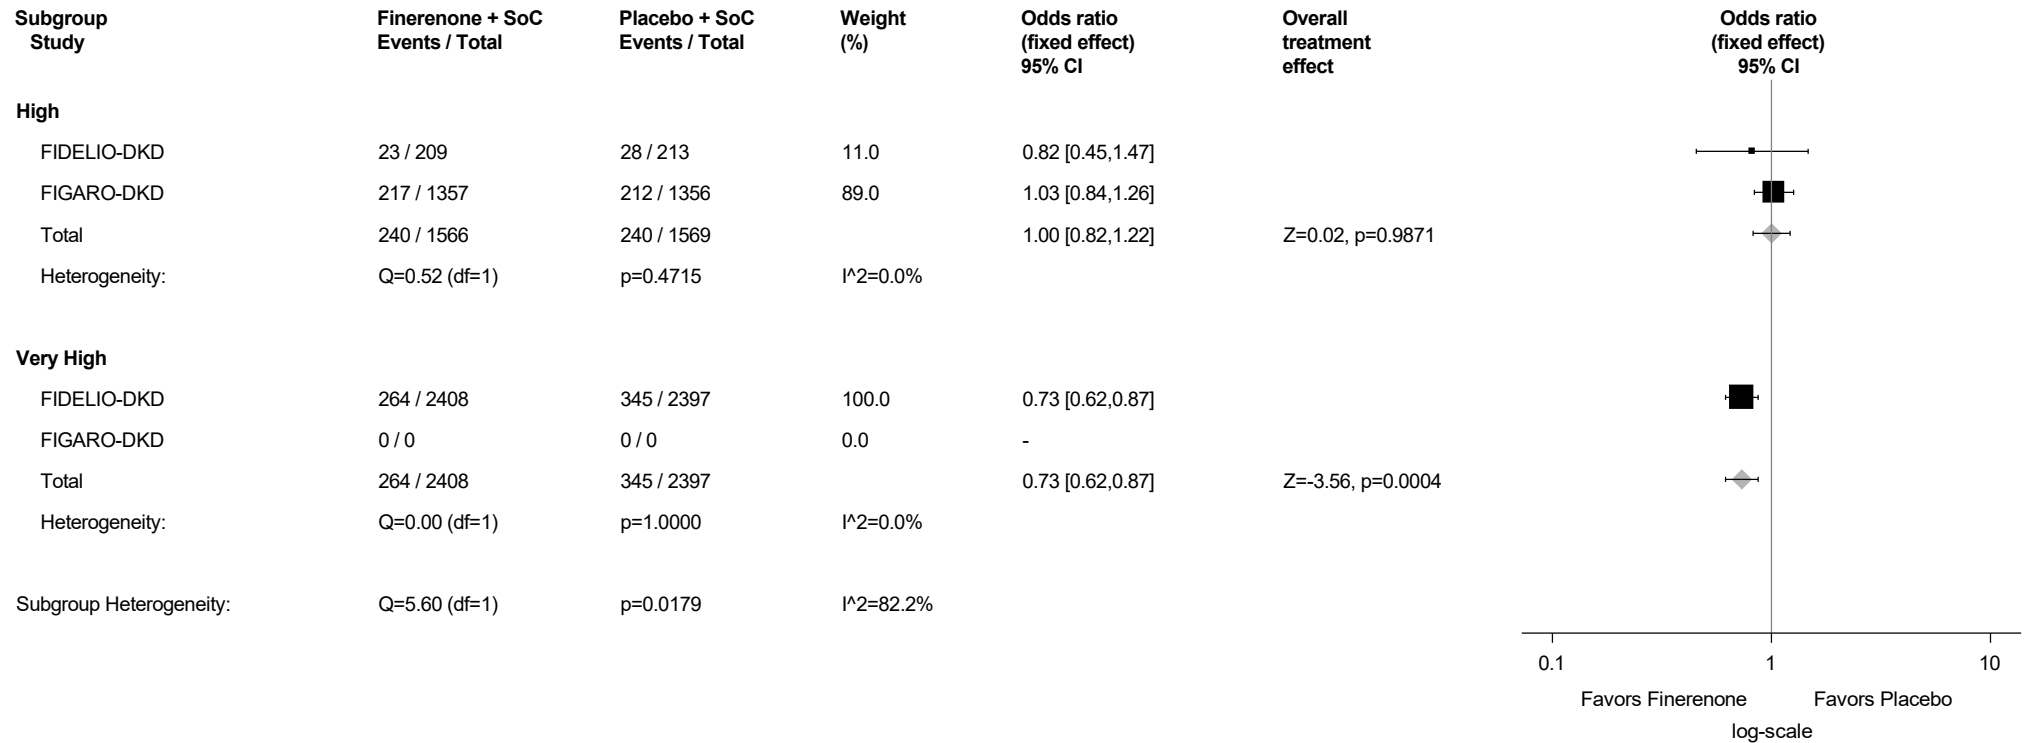 Subgroup Finerenone + SoC Placebo + SoC Weight Odds ratio Overall Odds ratio
Study Events / Total Events / Total (%) (fixed effect) treatment (fixed effect)
95% CI effect 95% CI
High
FIDELIO-DKD 23 / 209 28 / 213 11.0 0.82 [0.45,1.47]
FIGARO-DKD 217 / 1357 212 / 1356 89.0 1.03 [0.84,1.26]
Total 240 / 1566 240 / 1569 1.00 [0.82,1.22] Z=0.02, p=0.9871
Heterogeneity: Q=0.52 (df=1) p=0.4715 I^2=0.0%
Very High
FIDELIO-DKD 264 / 2408 345 / 2397 100.0 0.73 [0.62,0.87]
FIGARO-DKD 0 / 0 0 / 0 0.0 -
Total 264 / 2408 345 / 2397 0.73 [0.62,0.87] Z=-3.56, p=0.0004
Heterogeneity: Q=0.00 (df=1) p=1.0000 I^2=0.0%
Subgroup Heterogeneity: Q=5.60 (df=1) p=0.0179 I^2=82.2%
0.1 1 10
Favors Finerenone Favors Placebo
log-scale